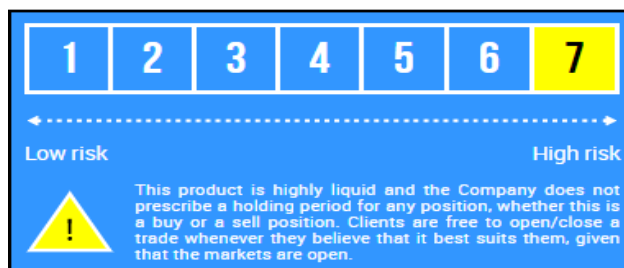 1 2 3 4 5 6 7
Low risk High risk
This product is highly liquid and the Company does not
prescribe a holding period for any position, whether this is
a buy or a sell position. Clients are free to open/close a
trade whenever they believe that it best suits them, given
that the markets are open.
!